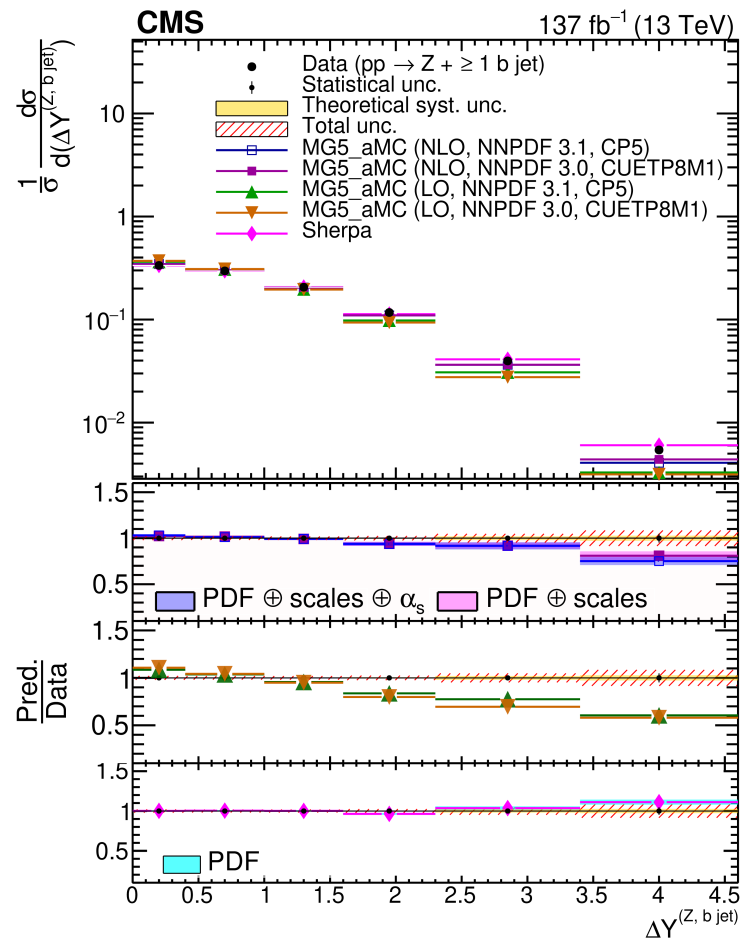 CMS 137 fb⁻¹ (13 TeV)
1/σ dσ/d(ΔY^(Z, b jet))
Data (pp → Z + ≥ 1 b jet)
Statistical unc.
Theoretical syst. unc.
Total unc.
MG5_aMC (NLO, NNPDF 3.1, CP5)
MG5_aMC (NLO, NNPDF 3.0, CUETP8M1)
MG5_aMC (LO, NNPDF 3.1, CP5)
MG5_aMC (LO, NNPDF 3.0, CUETP8M1)
Sherpa
10
1
10⁻¹
10⁻²
1.5
1
0.5
PDF ⊕ scales ⊕ αₛ PDF ⊕ scales
1.5
1
0.5
Pred.
Data
1.5
1
0.5
PDF
0 0.5 1 1.5 2 2.5 3 3.5 4 4.5
ΔY^(Z, b jet)